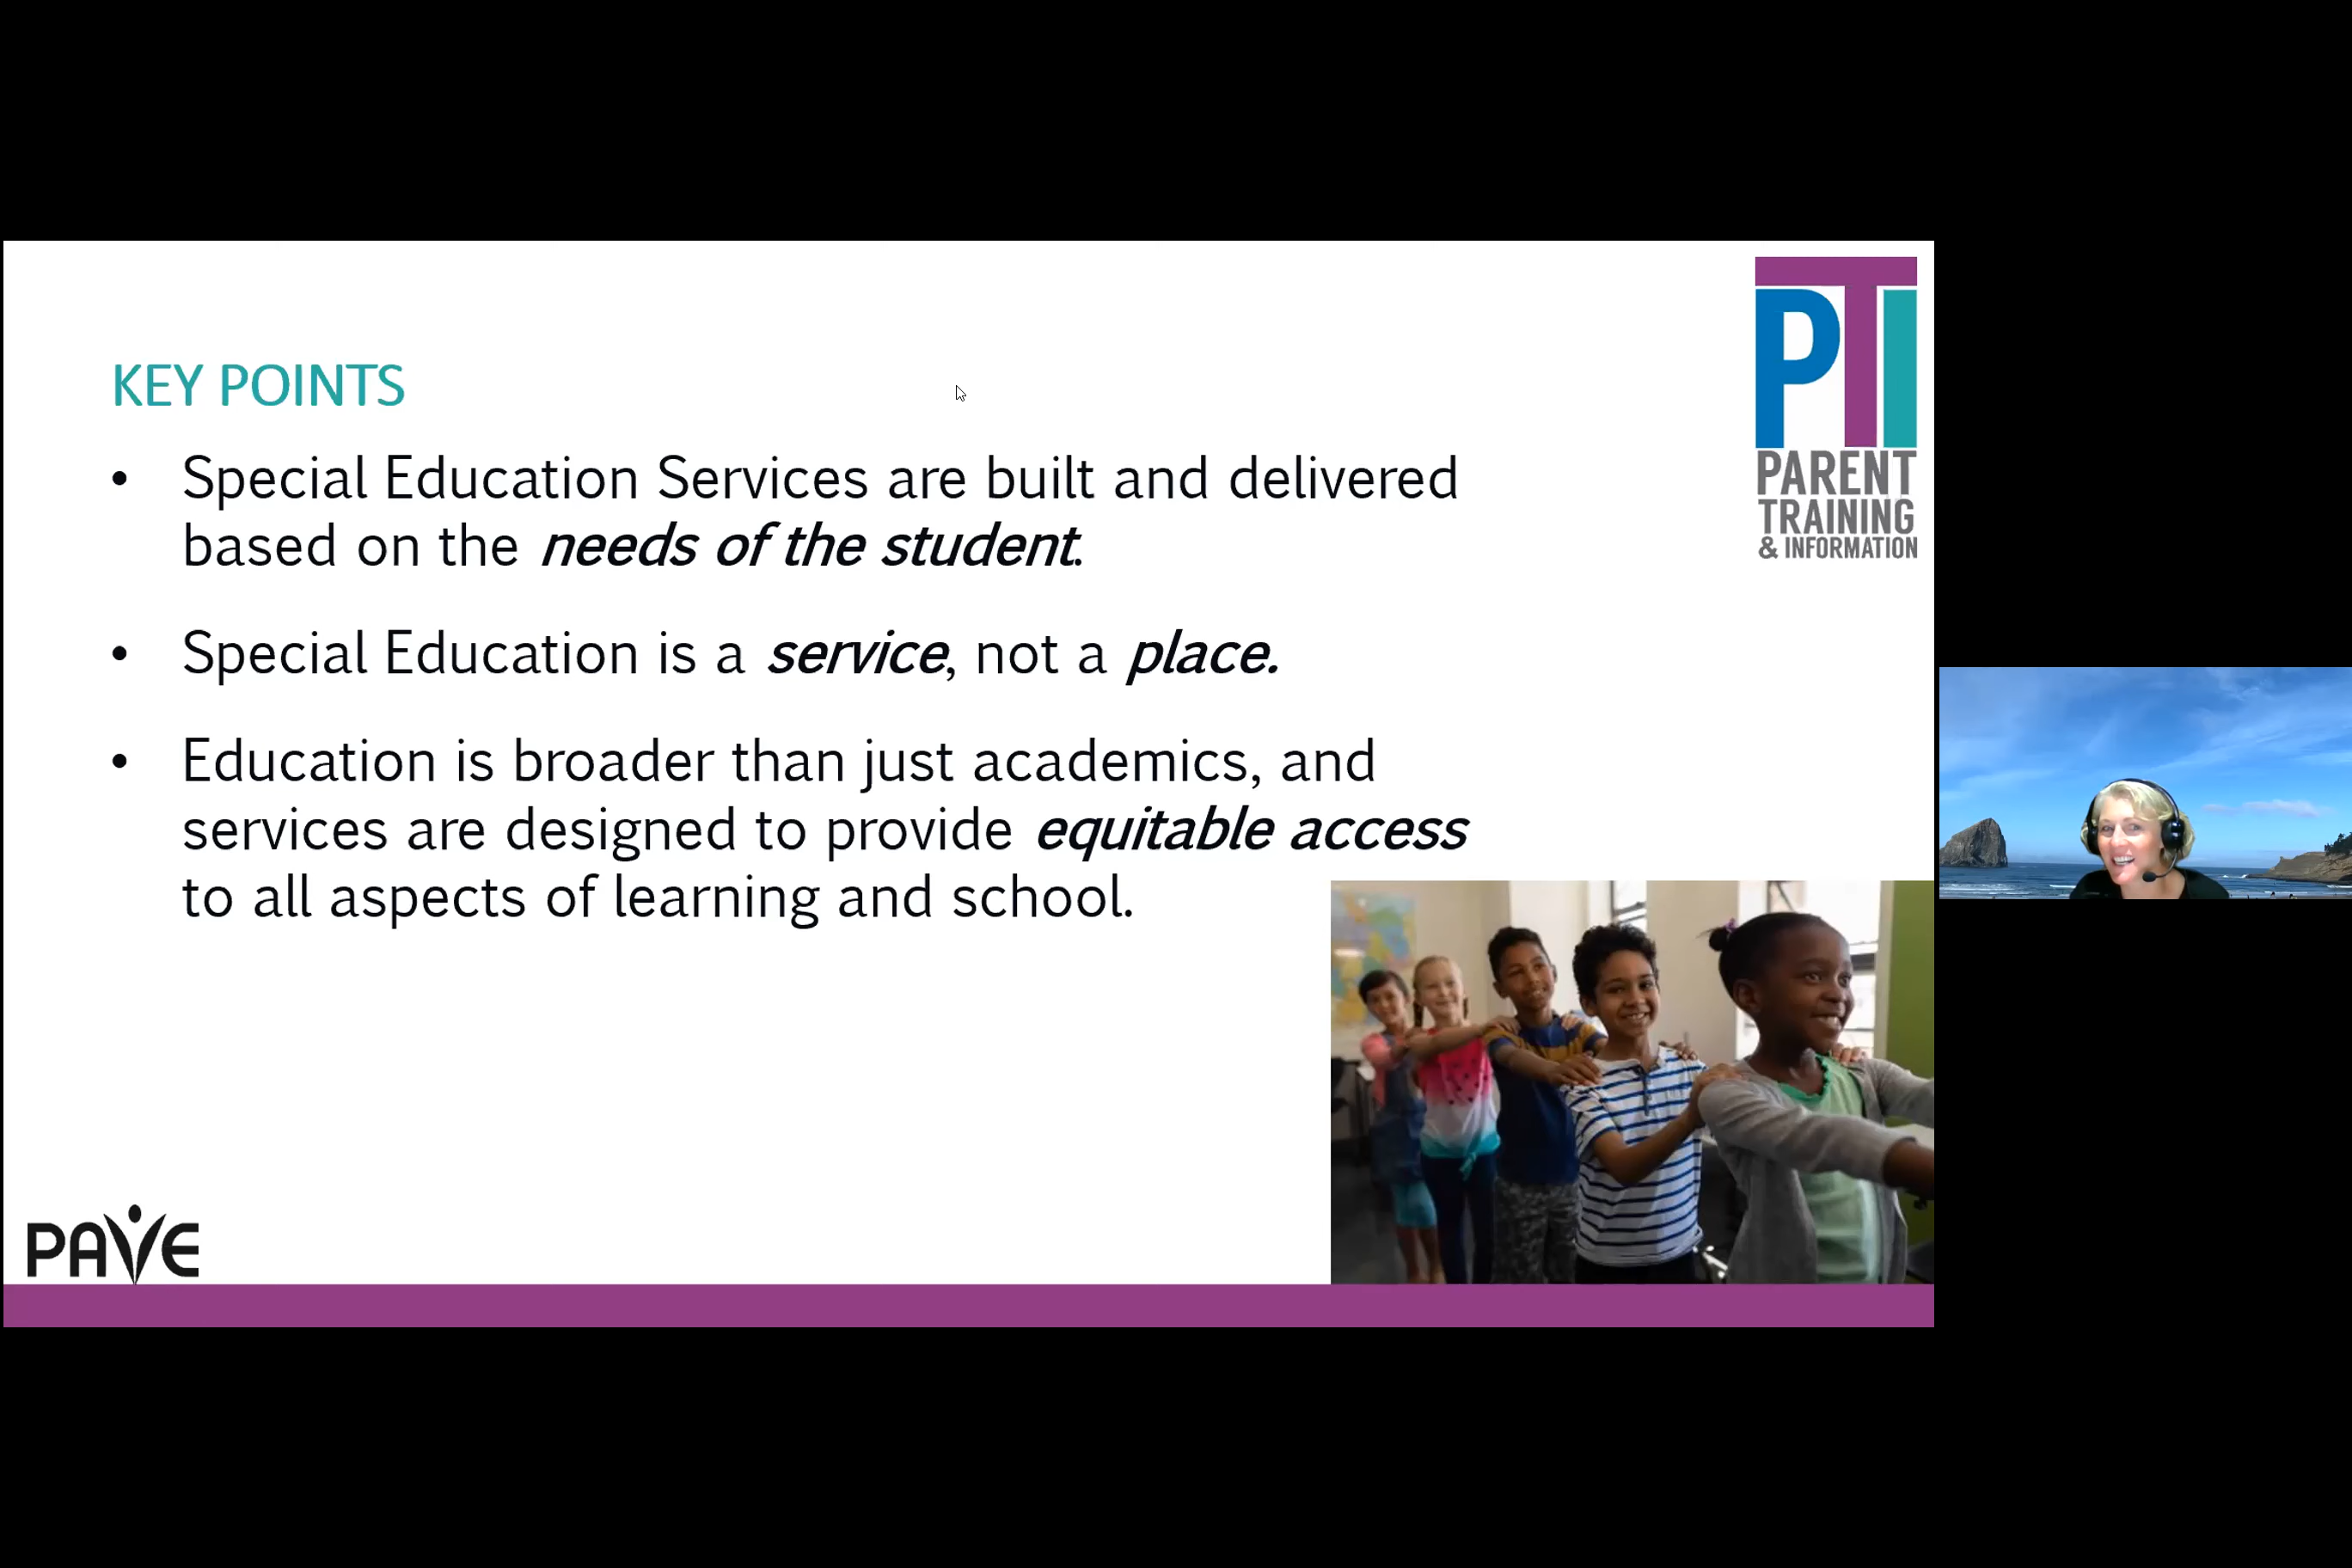 KEY POINTS
• Special Education Services are built and delivered
based on the needs of the student.
• Special Education is a service, not a place.
• Education is broader than just academics, and
services are designed to provide equitable access
to all aspects of learning and school.
PTI
PARENT
TRAINING
& INFORMATION
PAVE